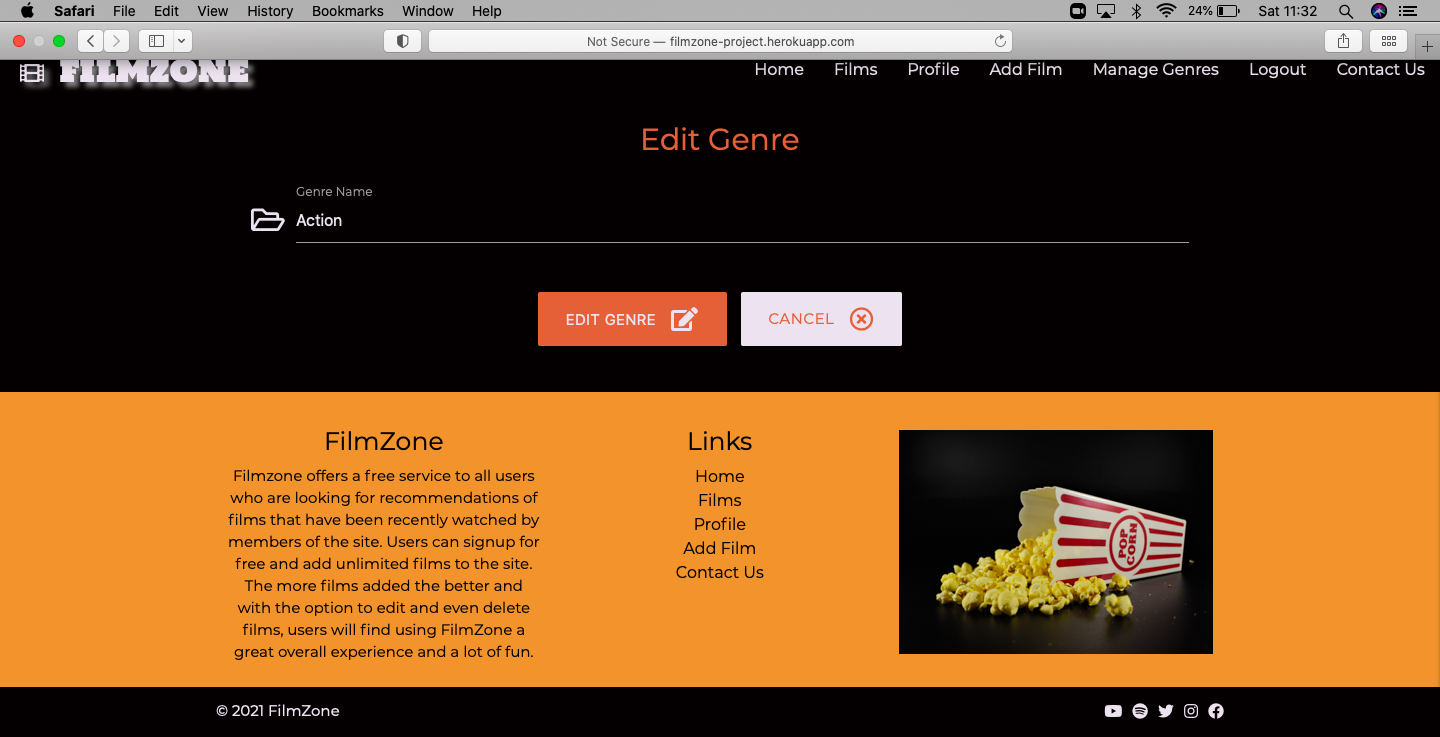 Safari File Edit View History Bookmarks Window Help 24% Sat 11:32
Not Secure — filmzone-project.herokuapp.com
FILMZONE Home Films Profile Add Film Manage Genres Logout Contact Us
Edit Genre
Genre Name
Action
EDIT GENRE CANCEL
FilmZone
Filmzone offers a free service to all users
who are looking for recommendations of
films that have been recently watched by
members of the site. Users can signup for
free and add unlimited films to the site.
The more films added the better and
with the option to edit and even delete
films, users will find using FilmZone a
great overall experience and a lot of fun.
Links
Home
Films
Profile
Add Film
Contact Us
POP
CORN
© 2021 FilmZone